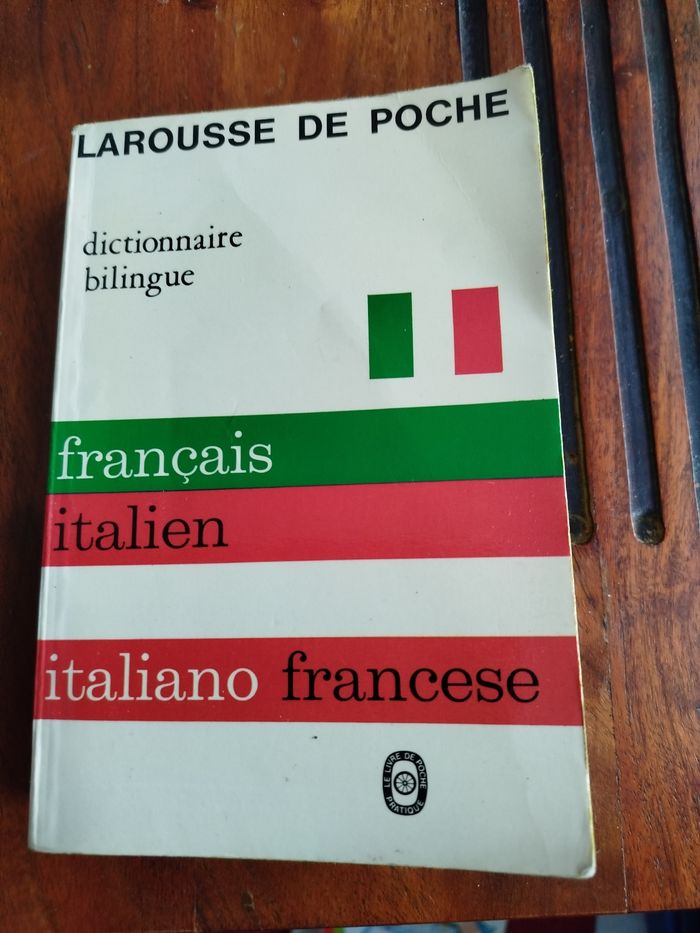 LAROUSSE DE POCHE
dictionnaire
bilingue
français
italien
italiano francese
LE LIVRE DE POCHE
PRATIQUE